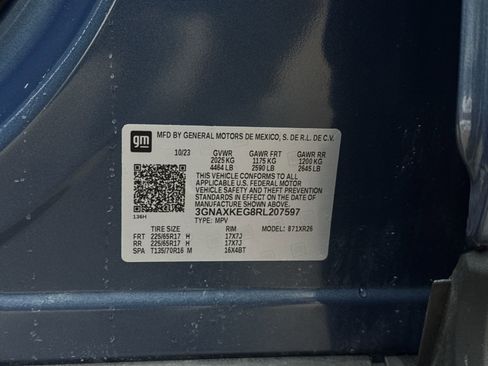 gm
MFD BY GENERAL MOTORS DE MEXICO, S. DE R.L. DE C.V.
10/23 GVWR GAWR FRT GAWR RR
2025 KG 1175 KG 1200 KG
4464 LB 2590 LB 2645 LB
THIS VEHICLE CONFORMS TO ALL
APPLICABLE U.S. FEDERAL MOTOR
VEHICLE SAFETY AND THEFT PREVENTION
STANDARDS IN EFFECT ON THE DATE OF
MANUFACTURE SHOWN ABOVE.
136H
3GNAXKEG8RL207597
TYPE: MPV
TIRE SIZE RIM MODEL: 871XR26
FRT 225/65R17 H 17X7J
RR 225/65R17 H 17X7J
SPA T135/70R16 M 16X4BT